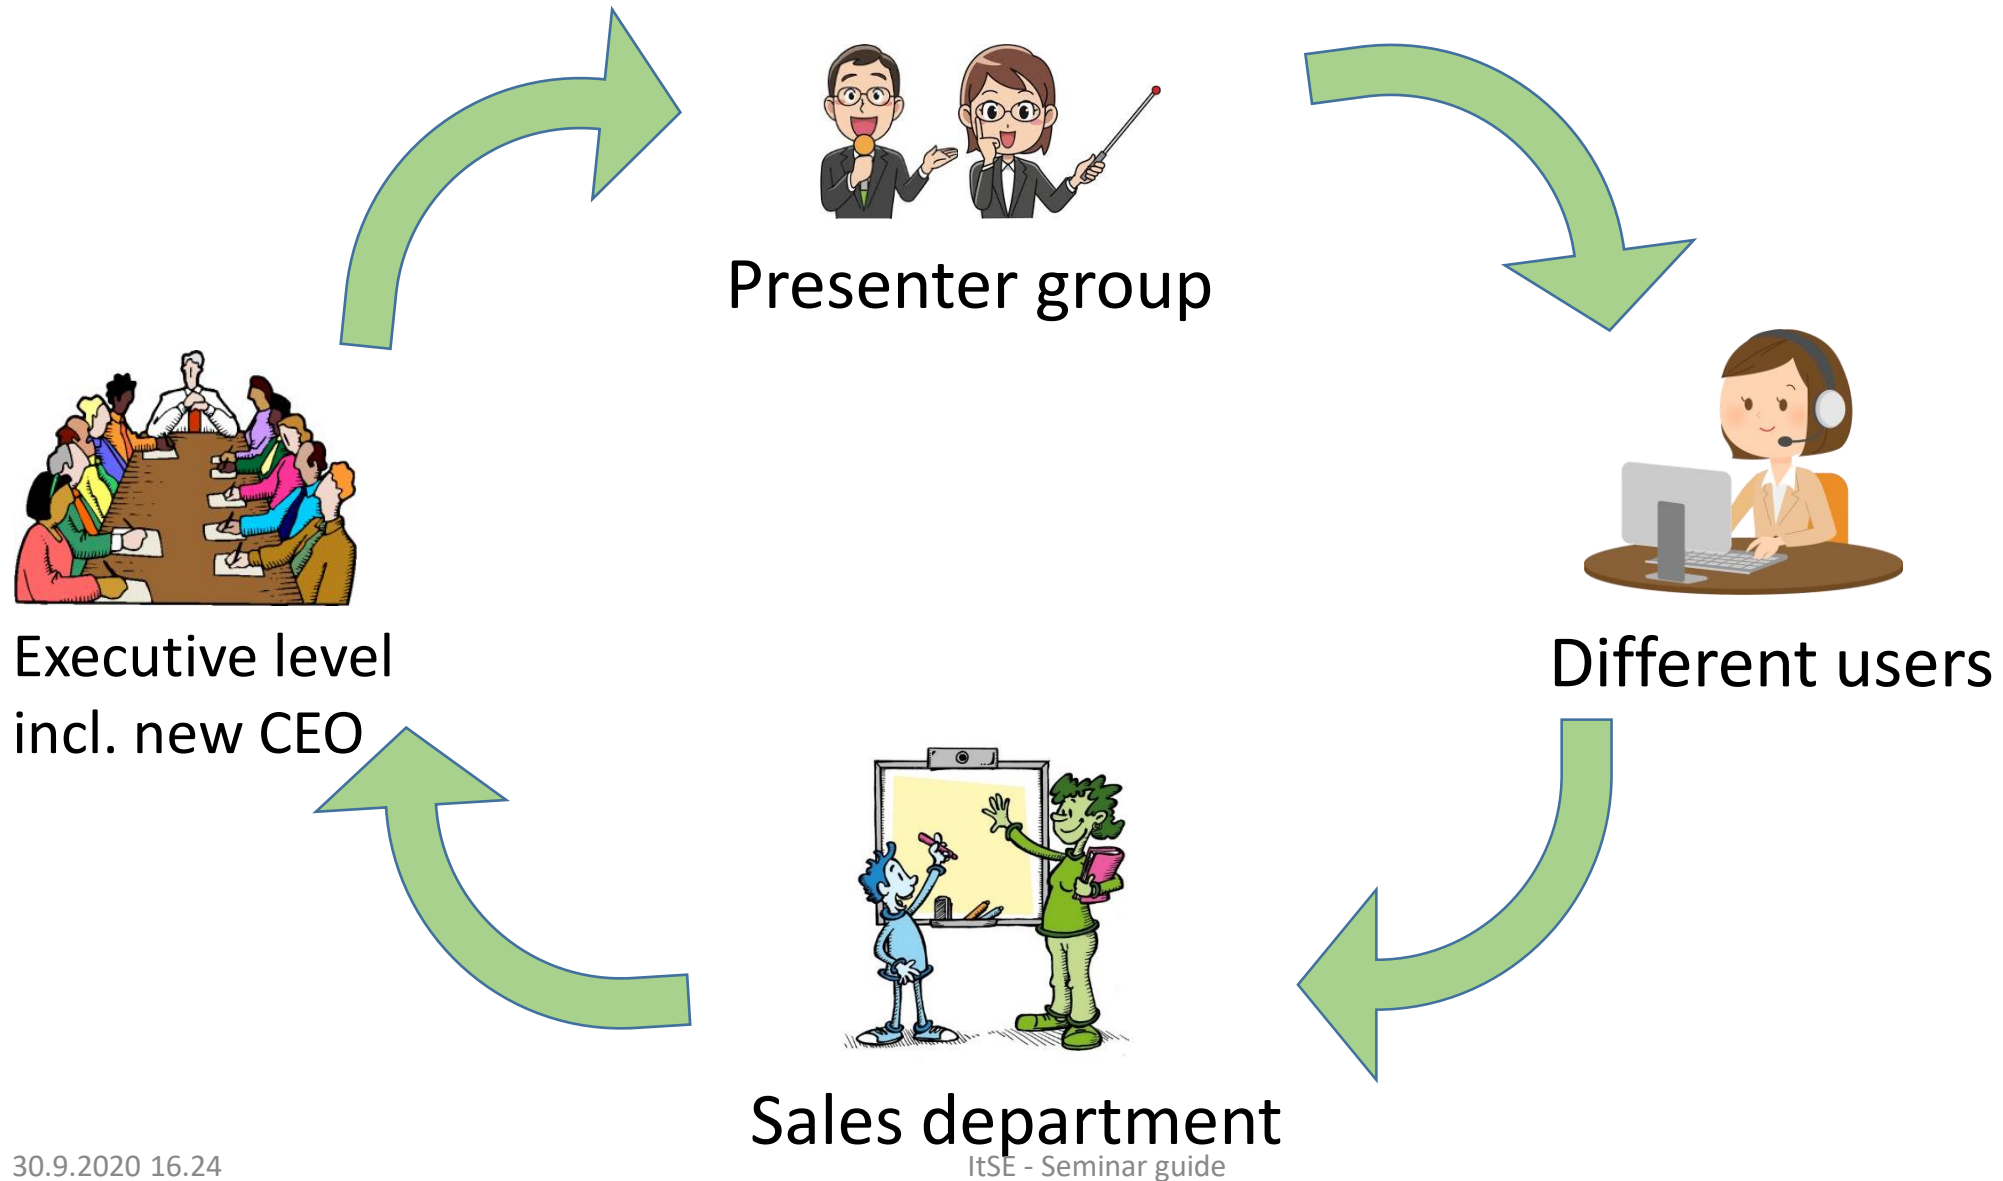 Presenter group
Executive level
incl. new CEO
Different users
Sales department
30.9.2020 16.24
ItSE - Seminar guide